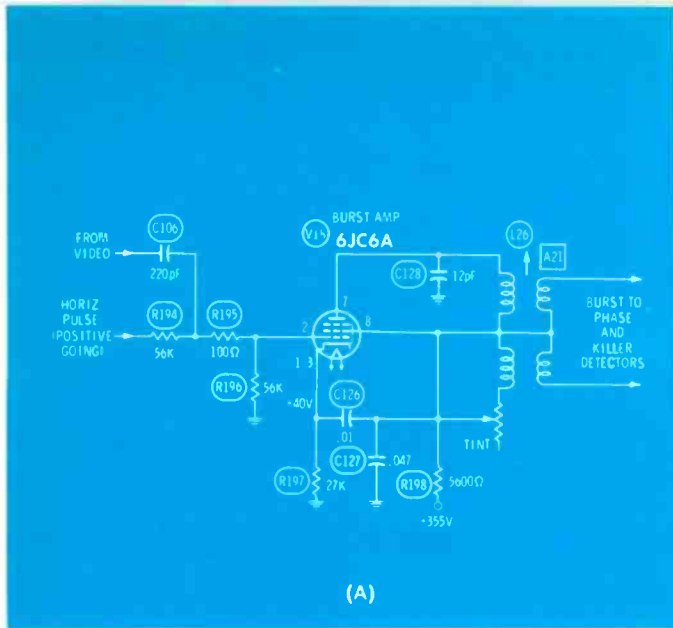 BURST AMP
V15
6JC6A
FROM
VIDEO
C106
220pF
L26
A21
C128
12pF
7
HORIZ
PULSE
(POSITIVE
GOING)
R194
56K
R195
100Ω
2
8
BURST TO
PHASE
AND
KILLER
DETECTORS
1 3
R196
56K
+40V
C126
.01
C127
.047
TINT
R197
27K
R198
5600Ω
+355V
(A)